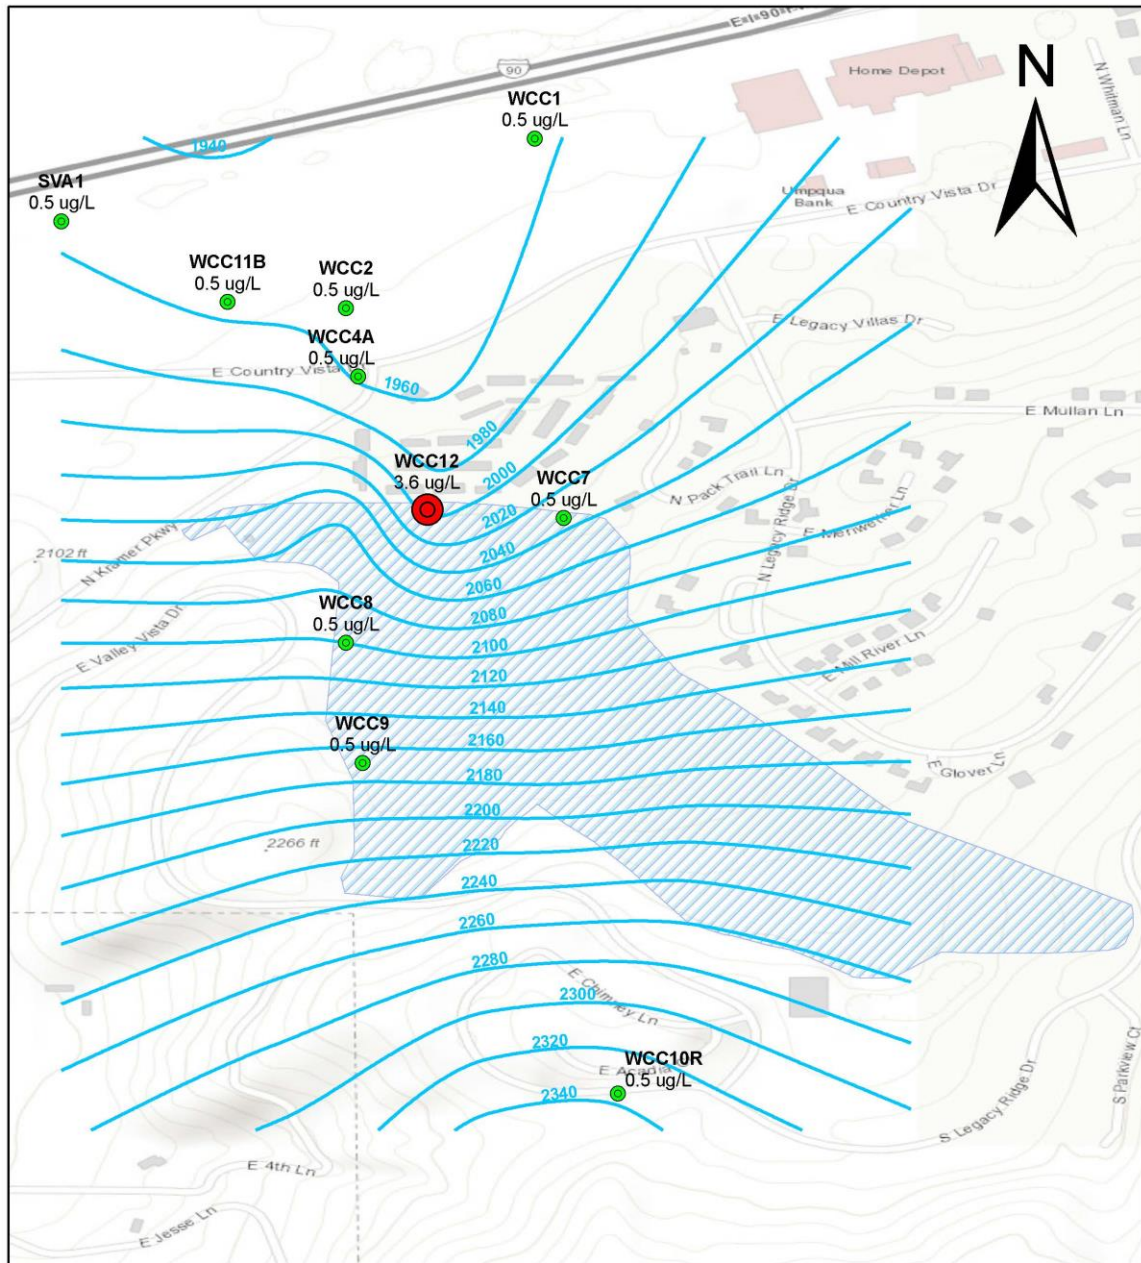 E-I-90-
N
Home Depot
90
N Whitman Ln
WCC1
0.5 ug/L
1940
SVA1
0.5 ug/L
Umpqua
Bank
E Country Vista Dr
WCC11B
0.5 ug/L
WCC2
0.5 ug/L
E Legacy Villas Dr
WCC4A
0.5 ug/L
E Country Vista
1960
E Mullan Ln
1980
WCC12
3.6 ug/L
2000
WCC7
0.5 ug/L
N Pack Trail Ln
N Legacy Ridge Dr
E Meriwether Ln
2020
2040
N Kramer Pkwy
2102 ft
2060
2080
WCC8
0.5 ug/L
E Valley Vista Dr
2100
E Mill River Ln
2120
2140
WCC9
0.5 ug/L
2160
E Glover Ln
2180
2200
2266 ft
2220
2240
2260
2280
E Chimney Ln
2300
2320
WCC10R
0.5 ug/L
E Acadia
2340
S Legacy Ridge Dr
S Parkview Ct
E 4th Ln
E Jesse Ln